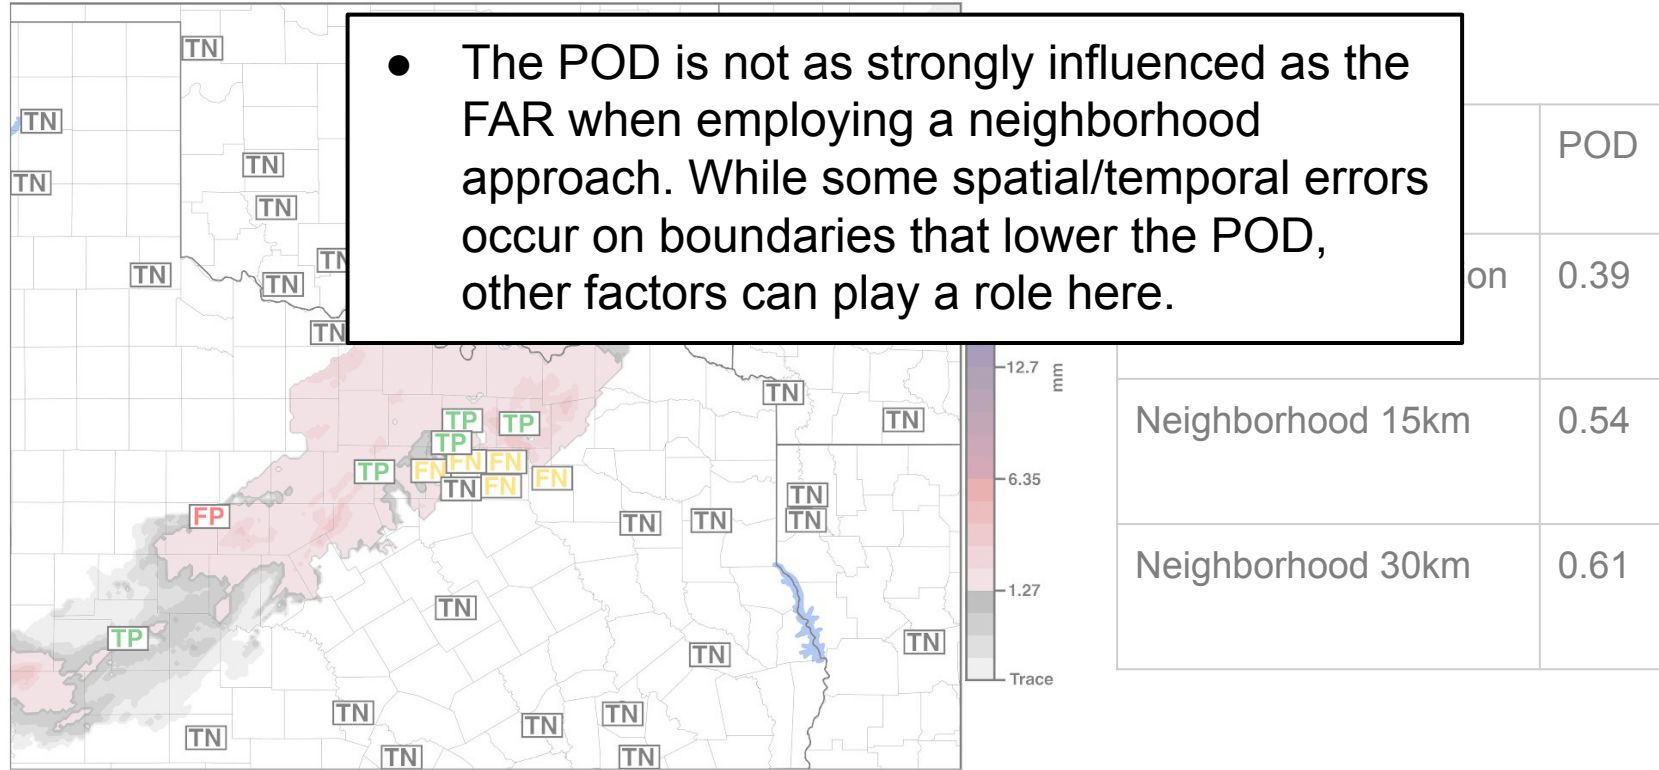 ● The POD is not as strongly influenced as the
FAR when employing a neighborhood
approach. While some spatial/temporal errors
occur on boundaries that lower the POD,
other factors can play a role here.
POD
on 0.39
Neighborhood 15km 0.54
Neighborhood 30km 0.61
12.7
mm
6.35
1.27
Trace
TN
TN
TN
TN
TN
TN
TN
TN
TN
TN
TN
TP TP
TP
FN FN
TP FN FN
TN FN
TN
FP
TN TN TN
TN
TP
TN
TN
TN
TN
TN
TN
TN
TN